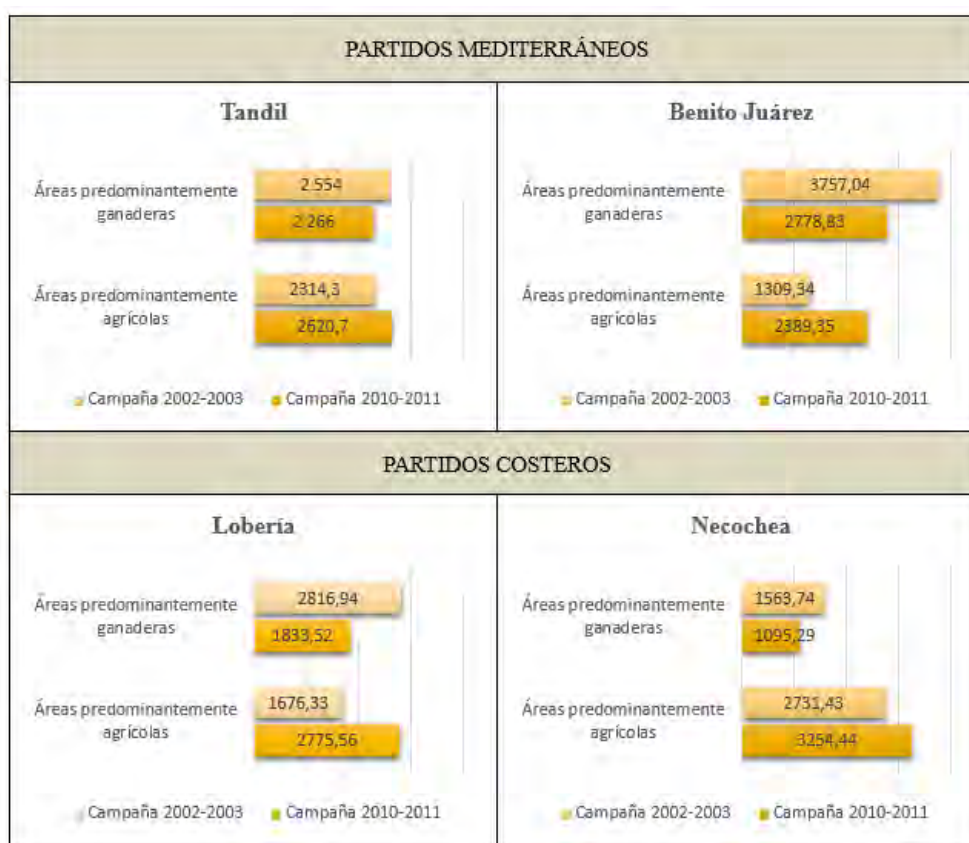 PARTIDOS MEDITERRÁNEOS
Tandil
Áreas predominantemente
ganaderas
2.554
2.266
Áreas predominantemente
agrícolas
2314,3
2620,7
Campaña 2002-2003 Campaña 2010-2011
Benito Juárez
Áreas predominantemente
ganaderas
3757,04
2778,83
Áreas predominantemente
agrícolas
1309,34
2389,35
Campaña 2002-2003 Campaña 2010-2011
PARTIDOS COSTEROS
Lobería
Áreas predominantemente
ganaderas
2816,94
1833,52
Áreas predominantemente
agrícolas
1676,33
2775,56
Campaña 2002-2003 Campaña 2010-2011
Necochea
Áreas predominantemente
ganaderas
1563,74
1095,29
Áreas predominantemente
agrícolas
2731,43
3254,44
Campaña 2002-2003 Campaña 2010-2011